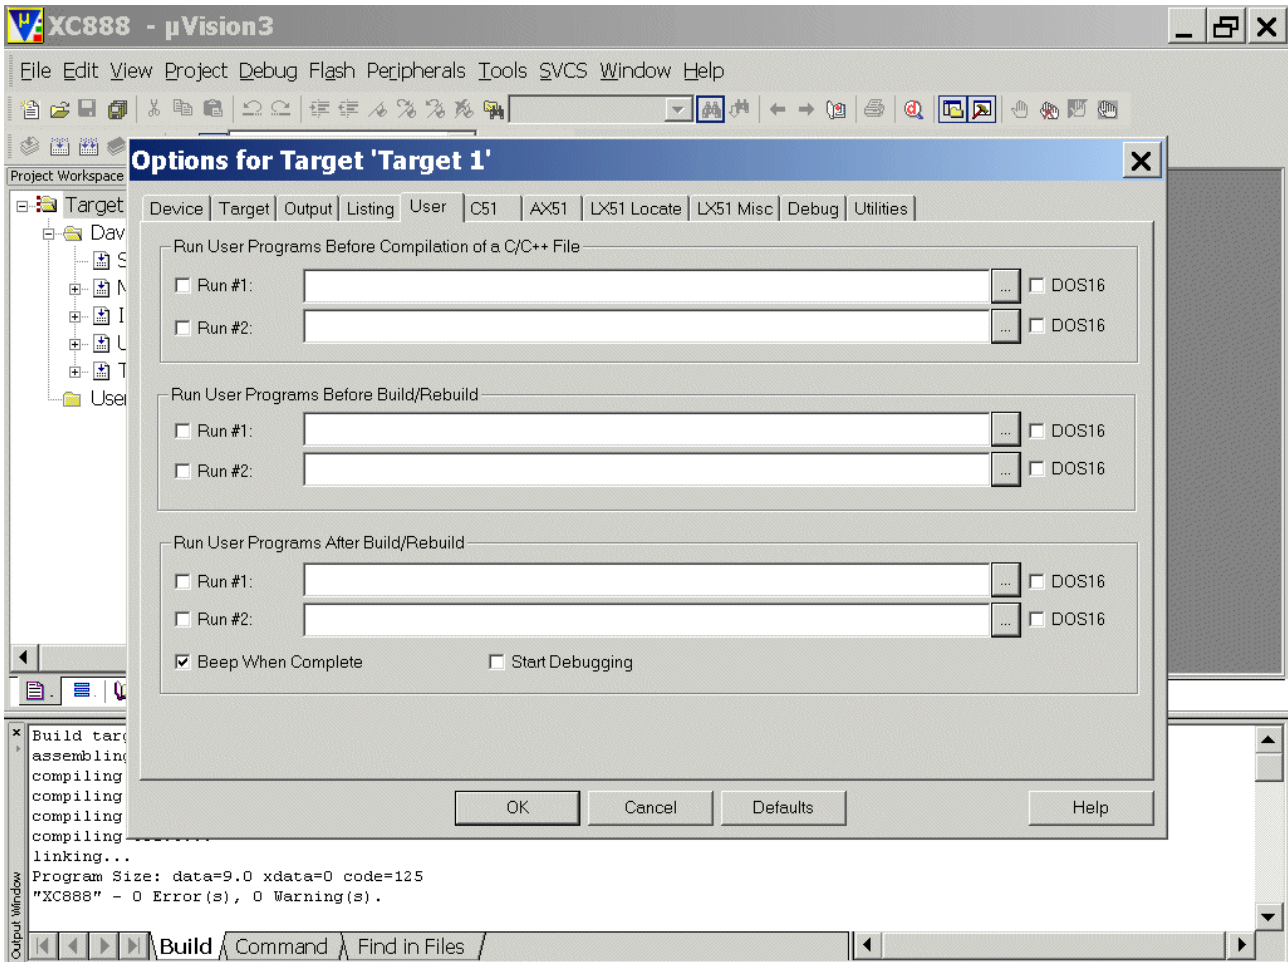 XC888 - µVision3
File Edit View Project Debug Flash Peripherals Tools SVCS Window Help
Options for Target 'Target 1'
Project Workspace
Target
Device Target Output Listing User C51 AX51 LX51 Locate LX51 Misc Debug Utilities
Dav
S
N
I
U
T
User
Run User Programs Before Compilation of a C/C++ File
Run #1: ... DOS16
Run #2: ... DOS16
Run User Programs Before Build/Rebuild
Run #1: ... DOS16
Run #2: ... DOS16
Run User Programs After Build/Rebuild
Run #1: ... DOS16
Run #2: ... DOS16
Beep When Complete Start Debugging
OK Cancel Defaults Help
Build targ
assembling
compiling
compiling
compiling
compiling
linking...
Program Size: data=9.0 xdata=0 code=125
"XC888" - 0 Error(s), 0 Warning(s).
Output Window
Build Command Find in Files